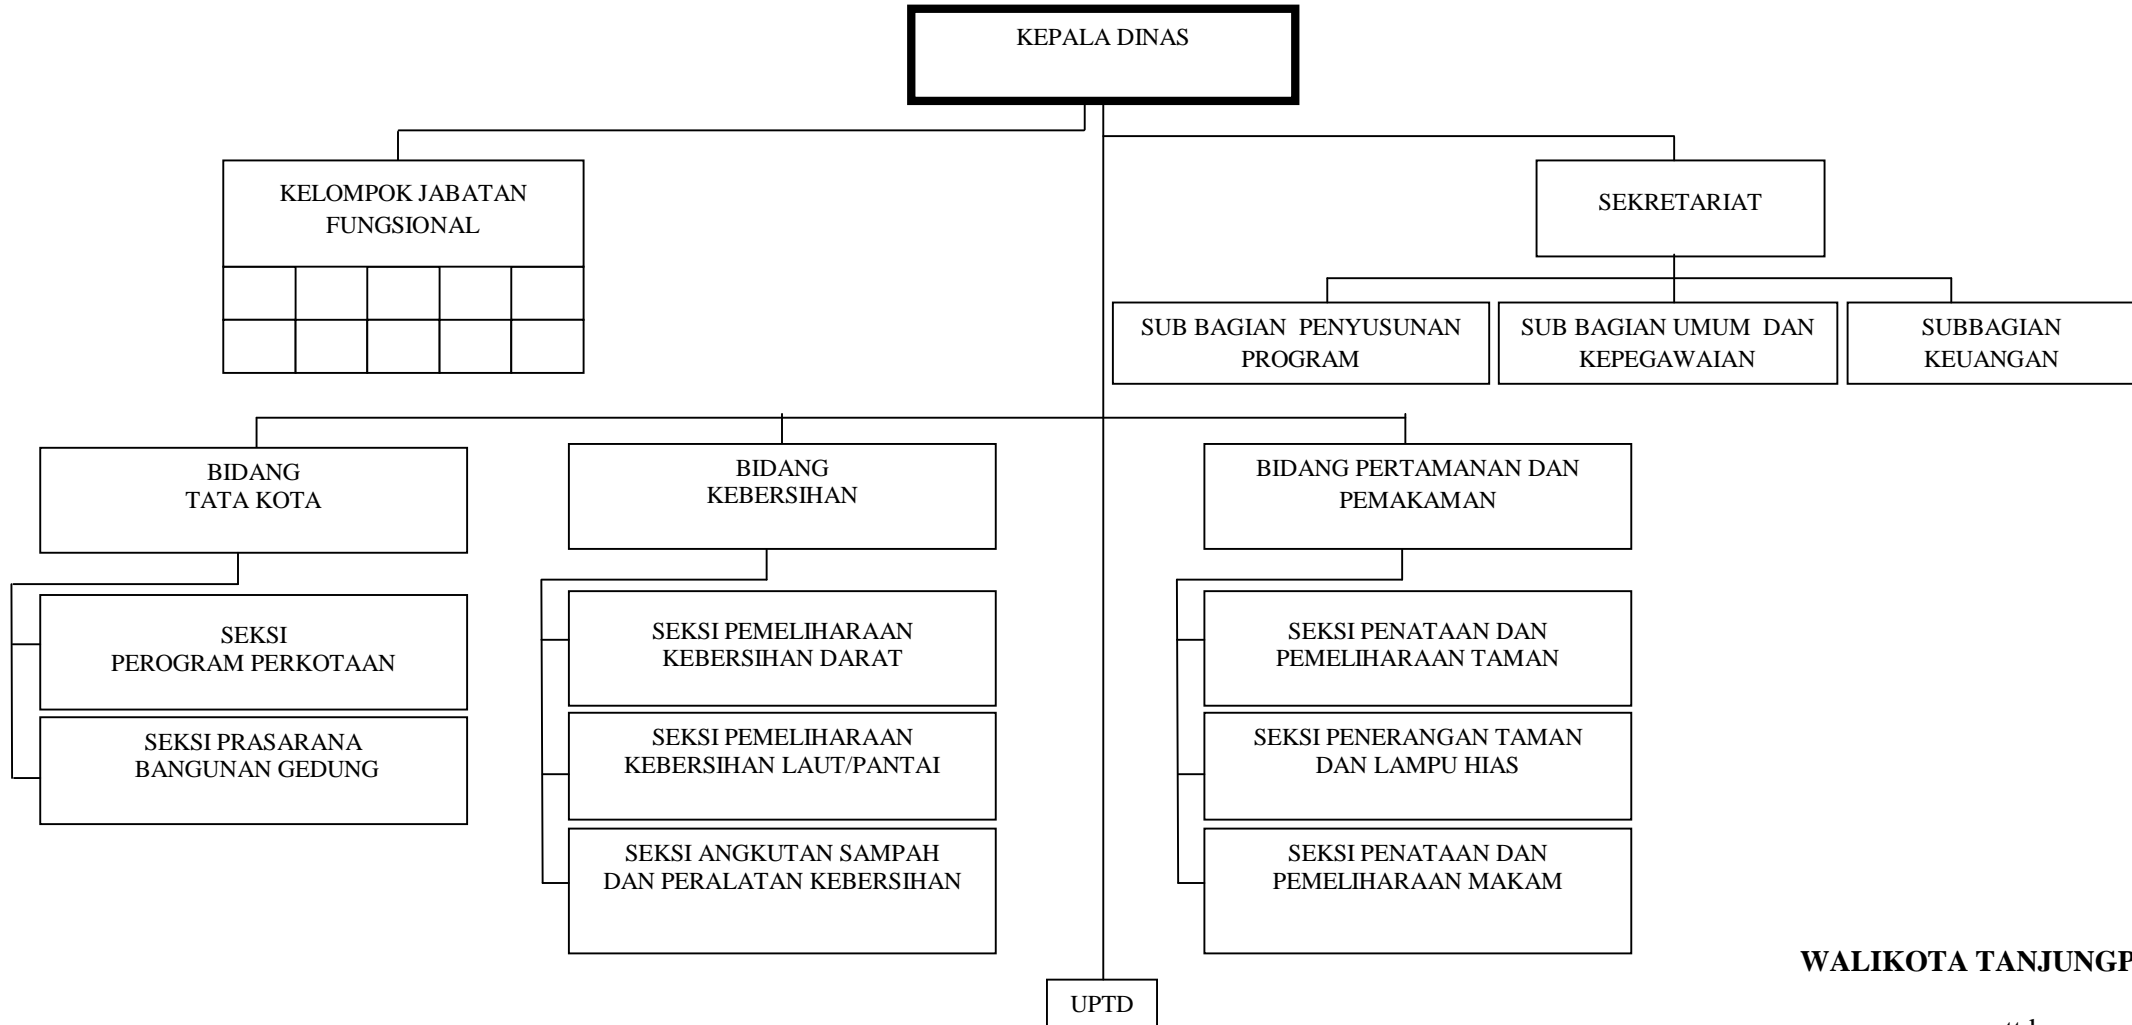 KEPALA DINAS
KELOMPOK JABATAN
FUNGSIONAL
SEKRETARIAT
SUB BAGIAN  PENYUSUNAN
PROGRAM
SUB BAGIAN UMUM  DAN
KEPEGAWAIAN
SUBBAGIAN
KEUANGAN
BIDANG
TATA KOTA
BIDANG
KEBERSIHAN
BIDANG PERTAMANAN DAN
PEMAKAMAN
SEKSI
PEROGRAM PERKOTAAN
SEKSI PRASARANA
BANGUNAN GEDUNG
SEKSI PEMELIHARAAN
KEBERSIHAN DARAT
SEKSI PEMELIHARAAN
KEBERSIHAN LAUT/PANTAI
SEKSI ANGKUTAN SAMPAH
DAN PERALATAN KEBERSIHAN
SEKSI PENATAAN DAN
PEMELIHARAAN TAMAN
SEKSI PENERANGAN TAMAN
DAN LAMPU HIAS
SEKSI PENATAAN DAN
PEMELIHARAAN MAKAM
UPTD
WALIKOTA TANJUNGP